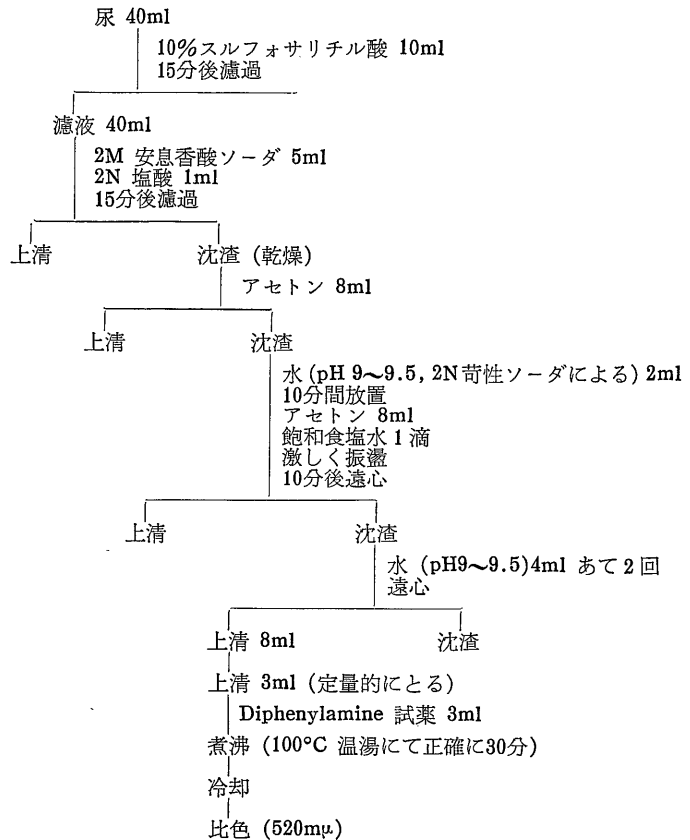 尿 40ml
10%スルフォサリチル酸 10ml
15分後濾過
濾液 40ml
2M 安息香酸ソーダ 5ml
2N 塩酸 1ml
15分後濾過
上清 沈渣 (乾燥)
アセトン 8ml
上清 沈渣
水 (pH 9～9.5, 2N苛性ソーダによる) 2ml
10分間放置
アセトン 8ml
飽和食塩水 1 滴
激しく振盪
10分後遠心
上清 沈渣
水 (pH9～9.5)4ml あて 2 回
遠心
上清 8ml 沈渣
上清 3ml (定量的にとる)
Diphenylamine 試薬 3ml
煮沸 (100°C 温湯にて正確に30分)
冷却
比色 (520mμ)